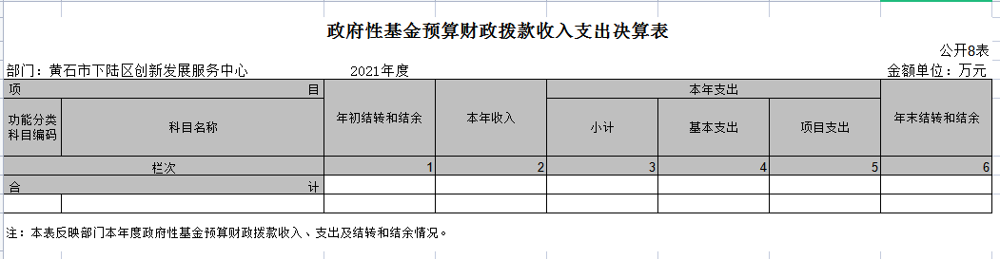 政府性基金预算财政拨款收入支出决算表
公开8表
部门：黄石市下陆区创新发展服务中心 2021年度 金额单位：万元
项 目 年初结转和结余 本年收入 本年支出 年末结转和结余
功能分类科目编码 科目名称 小计 基本支出 项目支出
栏次 1 2 3 4 5 6
合 计
注：本表反映部门本年度政府性基金预算财政拨款收入、支出及结转和结余情况。